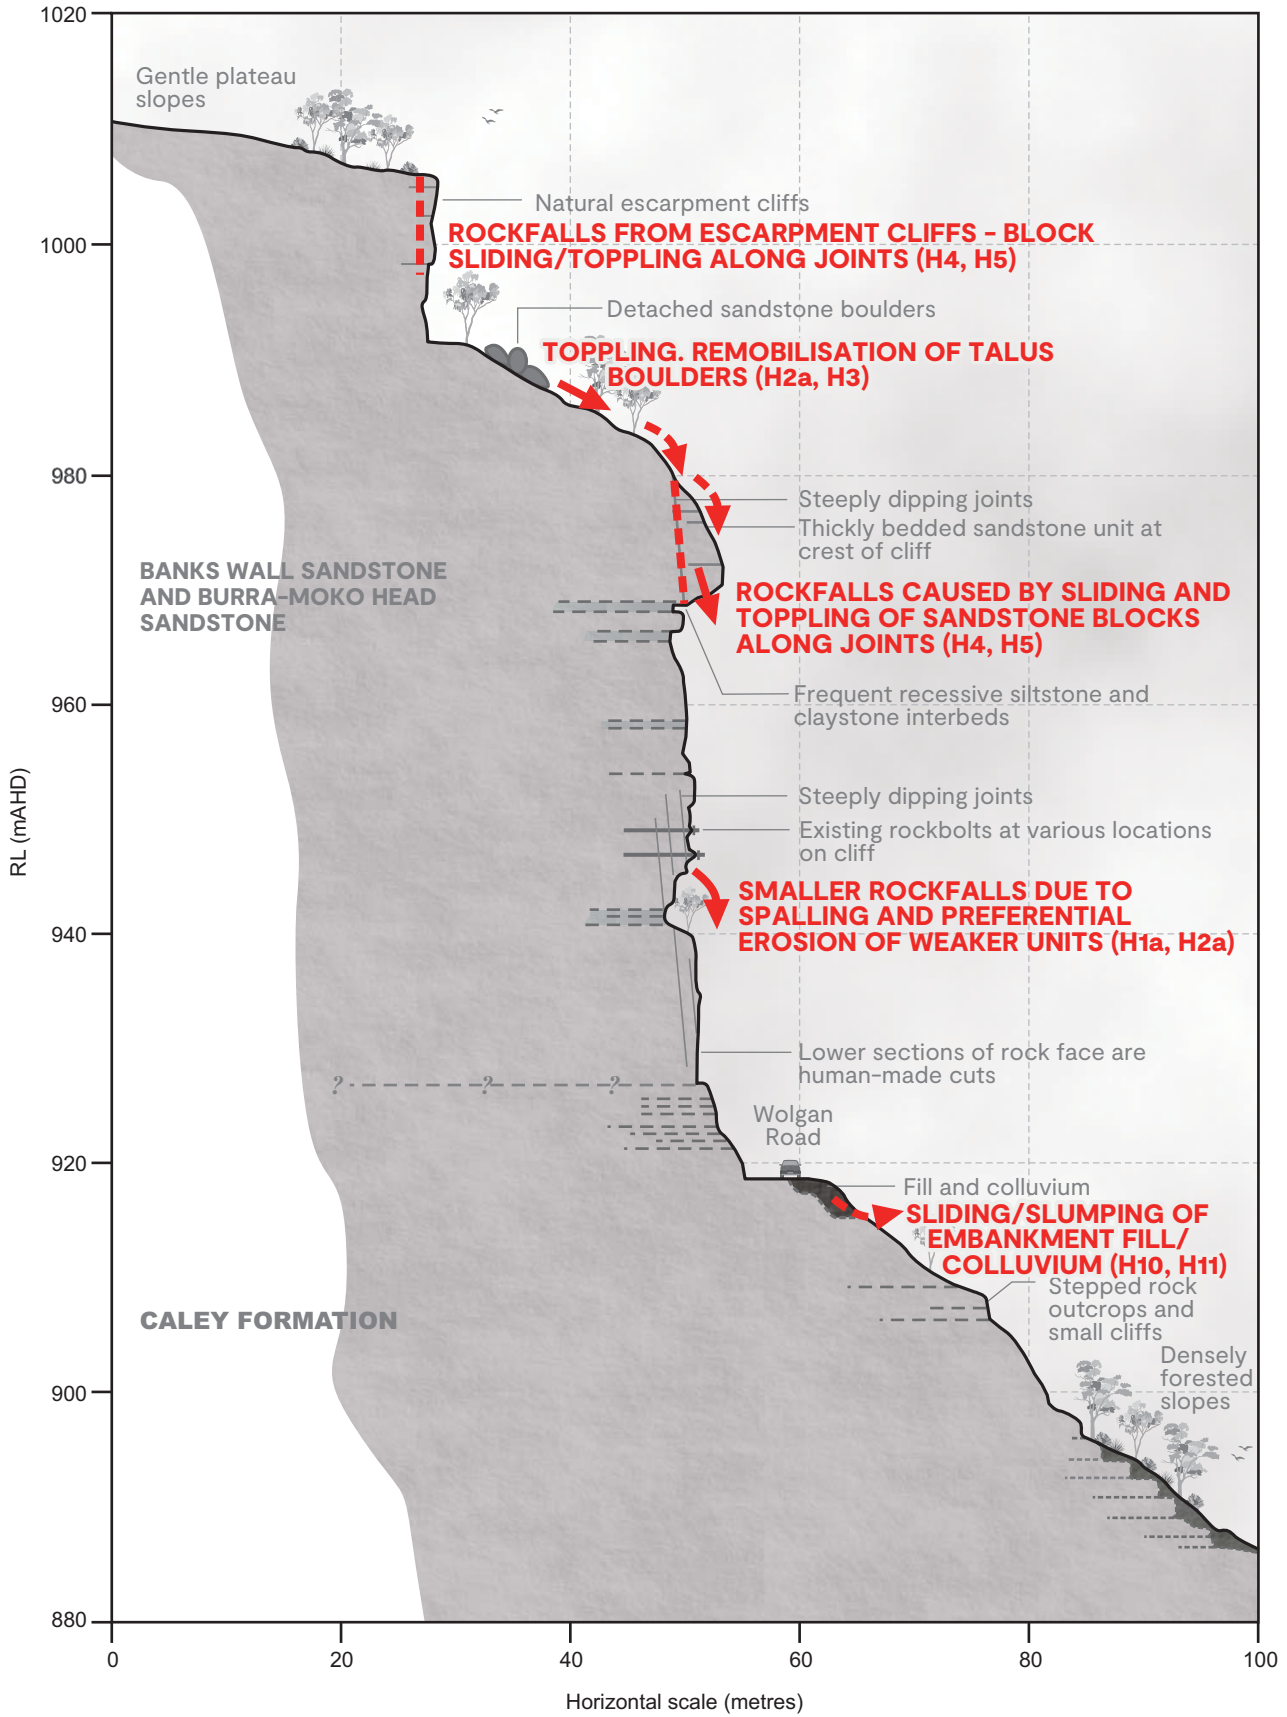 1020
Gentle plateau
slopes
Natural escarpment cliffs
ROCKFALLS FROM ESCARPMENT CLIFFS - BLOCK
SLIDING/TOPPLING ALONG JOINTS (H4, H5)
1000
Detached sandstone boulders
TOPPLING. REMOBILISATION OF TALUS
BOULDERS (H2a, H3)
980
Steeply dipping joints
Thickly bedded sandstone unit at
crest of cliff
BANKS WALL SANDSTONE
AND BURRA-MOKO HEAD
SANDSTONE
ROCKFALLS CAUSED BY SLIDING AND
TOPPLING OF SANDSTONE BLOCKS
ALONG JOINTS (H4, H5)
Frequent recessive siltstone and
claystone interbeds
960
Steeply dipping joints
Existing rockbolts at various locations
on cliff
RL (mAHD)
SMALLER ROCKFALLS DUE TO
SPALLING AND PREFERENTIAL
EROSION OF WEAKER UNITS (H1a, H2a)
940
Lower sections of rock face are
human-made cuts
? ? ?
Wolgan
Road
920
Fill and colluvium
SLIDING/SLUMPING OF
EMBANKMENT FILL/
COLLUVIUM (H10, H11)
Stepped rock
outcrops and
small cliffs
CALEY FORMATION
Densely
forested
slopes
900
880
0 20 40 60 80 100
Horizontal scale (metres)